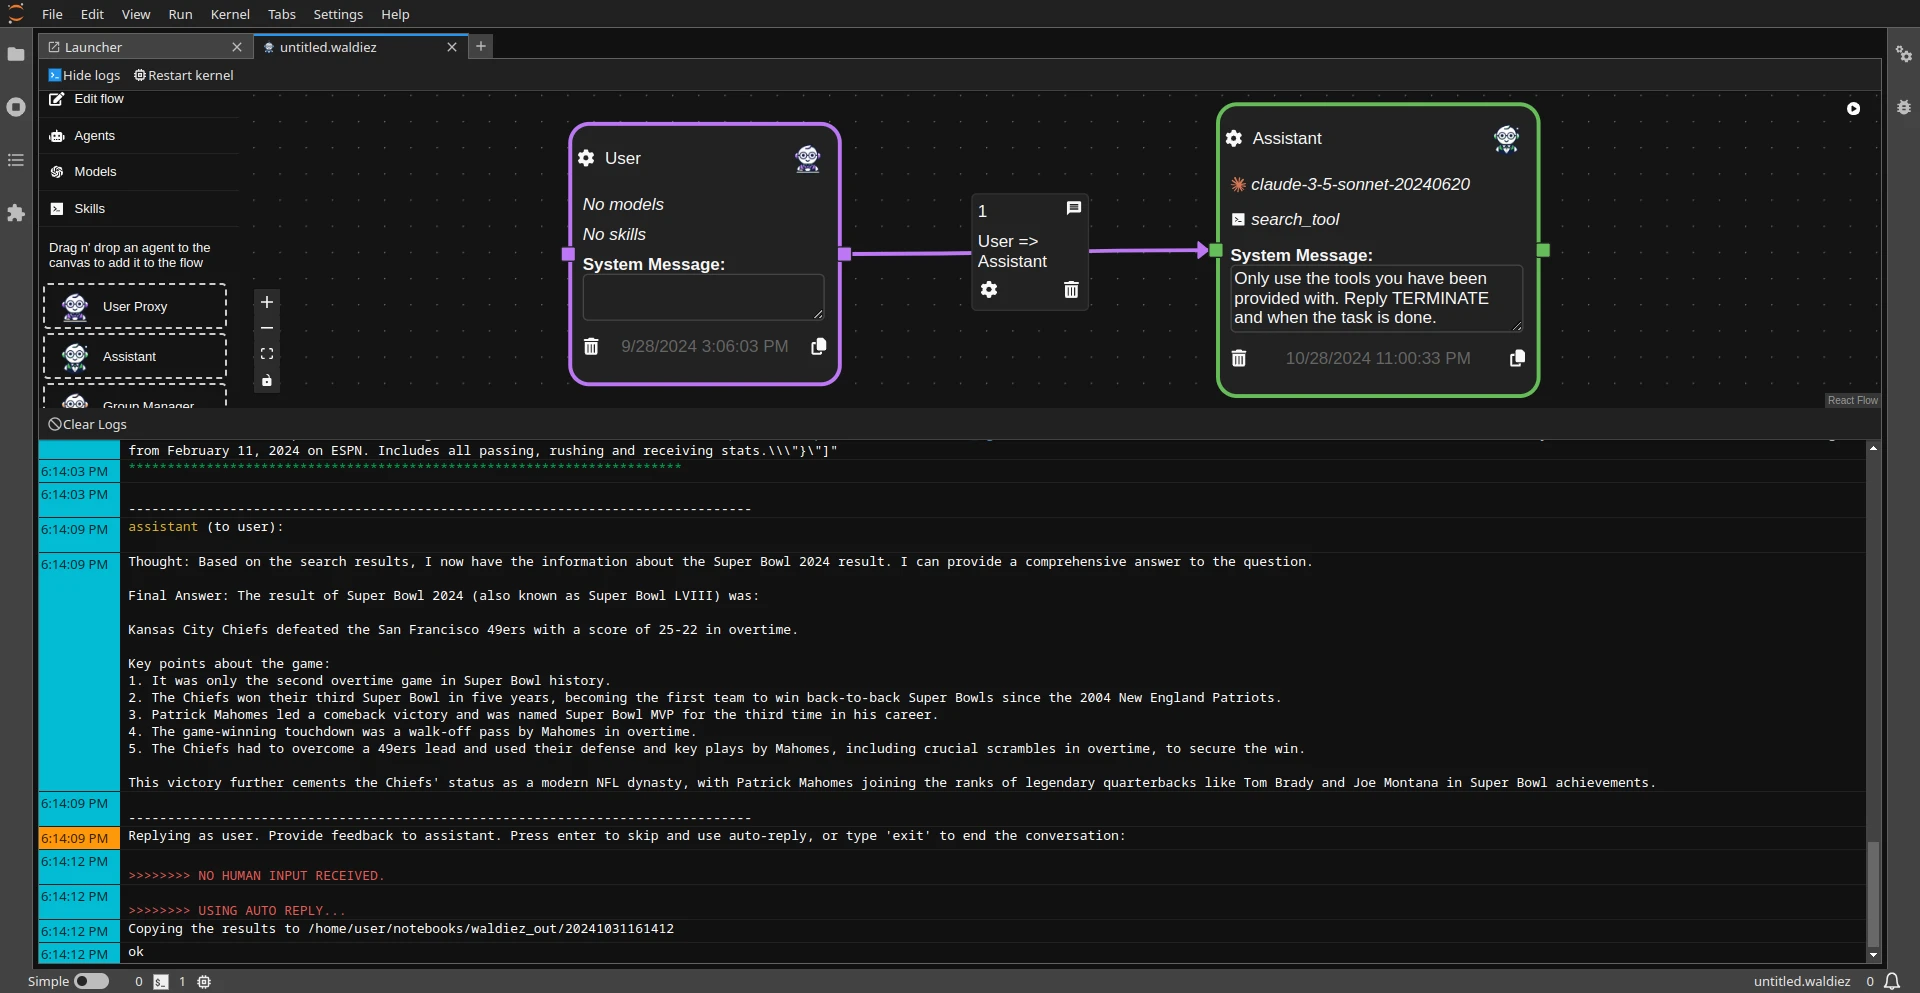 File Edit View Run Kernel Tabs Settings Help
Launcher
untitled.waldiez
Hide logs Restart kernel
Edit flow
Agents
Models
Skills
Drag n' drop an agent to the
canvas to add it to the flow
User Proxy
Assistant
Group Manager
User
No models
No skills
System Message:
9/28/2024 3:06:03 PM
1
User =>
Assistant
Assistant
claude-3-5-sonnet-20240620
search_tool
System Message:
Only use the tools you have been
provided with. Reply TERMINATE
and when the task is done.
10/28/2024 11:00:33 PM
React Flow
Clear Logs
from February 11, 2024 on ESPN. Includes all passing, rushing and receiving stats.\\\"}\"]"
6:14:03 PM ***********************************************************************
6:14:03 PM
--------------------------------------------------------------------------------
6:14:09 PM assistant (to user):
6:14:09 PM Thought: Based on the search results, I now have the information about the Super Bowl 2024 result. I can provide a comprehensive answer to the question.
Final Answer: The result of Super Bowl 2024 (also known as Super Bowl LVIII) was:
Kansas City Chiefs defeated the San Francisco 49ers with a score of 25-22 in overtime.
Key points about the game:
1. It was only the second overtime game in Super Bowl history.
2. The Chiefs won their third Super Bowl in five years, becoming the first team to win back-to-back Super Bowls since the 2004 New England Patriots.
3. Patrick Mahomes led a comeback victory and was named Super Bowl MVP for the third time in his career.
4. The game-winning touchdown was a walk-off pass by Mahomes in overtime.
5. The Chiefs had to overcome a 49ers lead and used their defense and key plays by Mahomes, including crucial scrambles in overtime, to secure the win.
This victory further cements the Chiefs' status as a modern NFL dynasty, with Patrick Mahomes joining the ranks of legendary quarterbacks like Tom Brady and Joe Montana in Super Bowl achievements.
6:14:09 PM
--------------------------------------------------------------------------------
6:14:09 PM Replying as user. Provide feedback to assistant. Press enter to skip and use auto-reply, or type 'exit' to end the conversation:
6:14:12 PM
>>>>>>>> NO HUMAN INPUT RECEIVED.
6:14:12 PM
>>>>>>>> USING AUTO REPLY...
6:14:12 PM Copying the results to /home/user/notebooks/waldiez_out/20241031161412
6:14:12 PM ok
Simple 0 1 untitled.waldiez 0